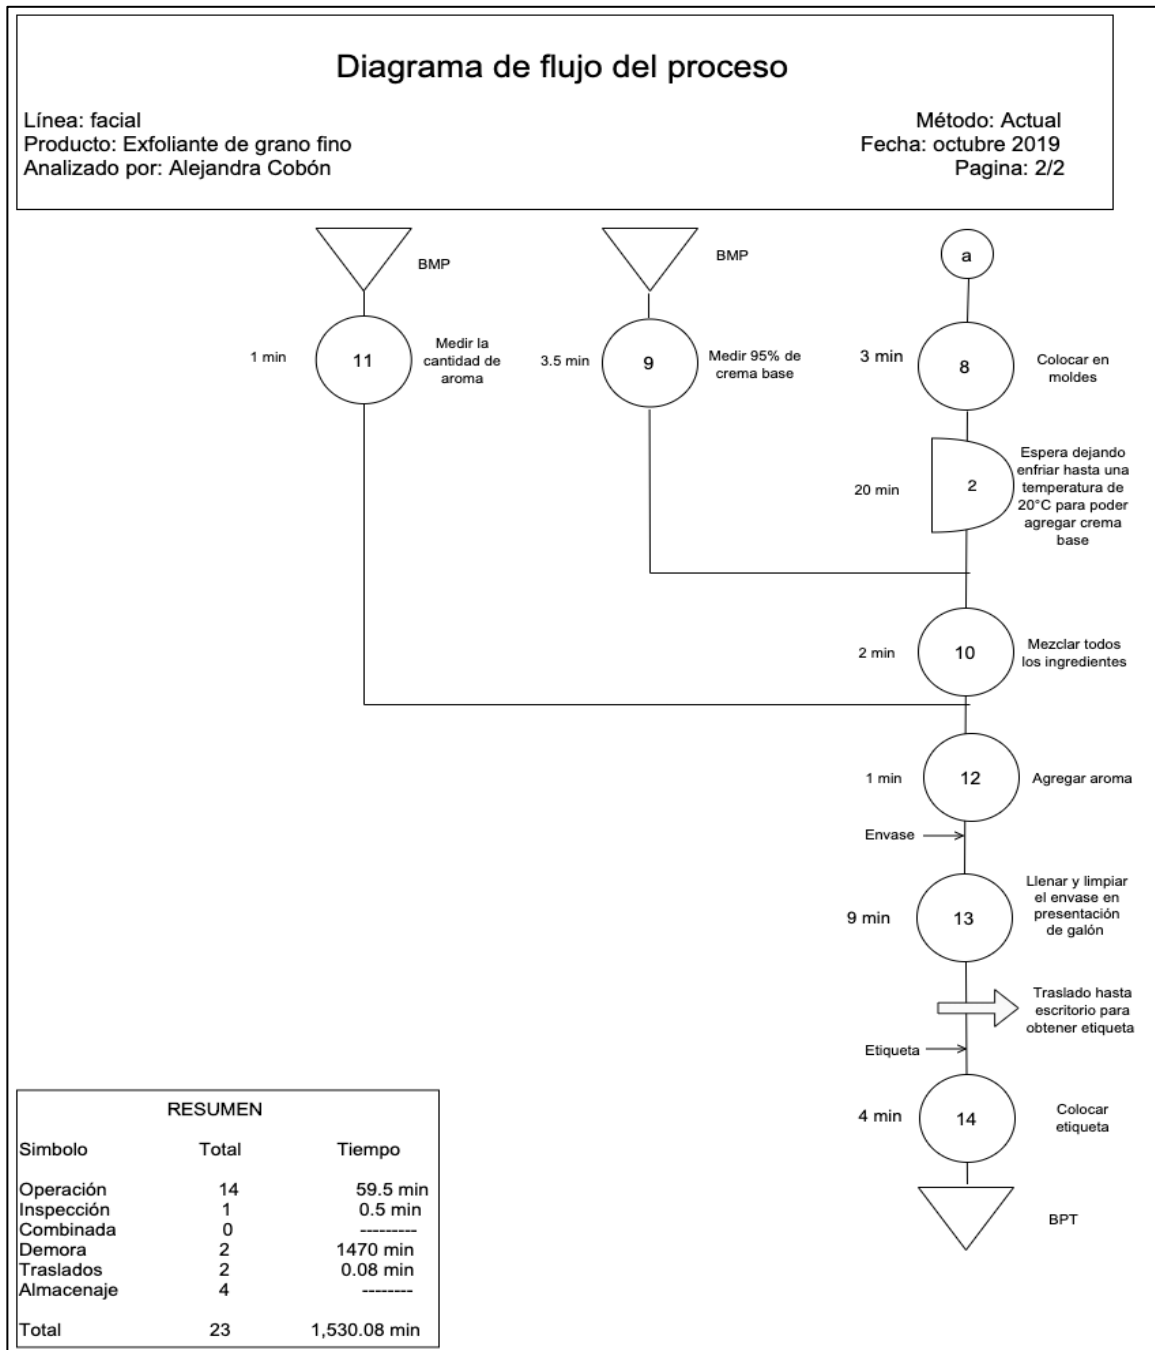 Diagrama de flujo del proceso
Línea: facial
Método: Actual
Producto: Exfoliante de grano fino
Fecha: octubre 2019
Analizado por: Alejandra Cobón
Pagina: 2/2
BMP
BMP
a
1 min
11
Medir la
cantidad de
aroma
3.5 min
9
Medir 95% de
crema base
3 min
8
Colocar en
moldes
20 min
2
Espera dejando
enfriar hasta una
temperatura de
20°C para poder
agregar crema
base
2 min
10
Mezclar todos
los ingredientes
1 min
12
Agregar aroma
Envase
9 min
13
Llenar y limpiar
el envase en
presentación
de galón
Traslado hasta
escritorio para
obtener etiqueta
Etiqueta
4 min
14
Colocar
etiqueta
BPT
RESUMEN
Simbolo Total Tiempo
Operación 14 59.5 min
Inspección 1 0.5 min
Combinada 0 ---------
Demora 2 1470 min
Traslados 2 0.08 min
Almacenaje 4 --------
Total 23 1,530.08 min